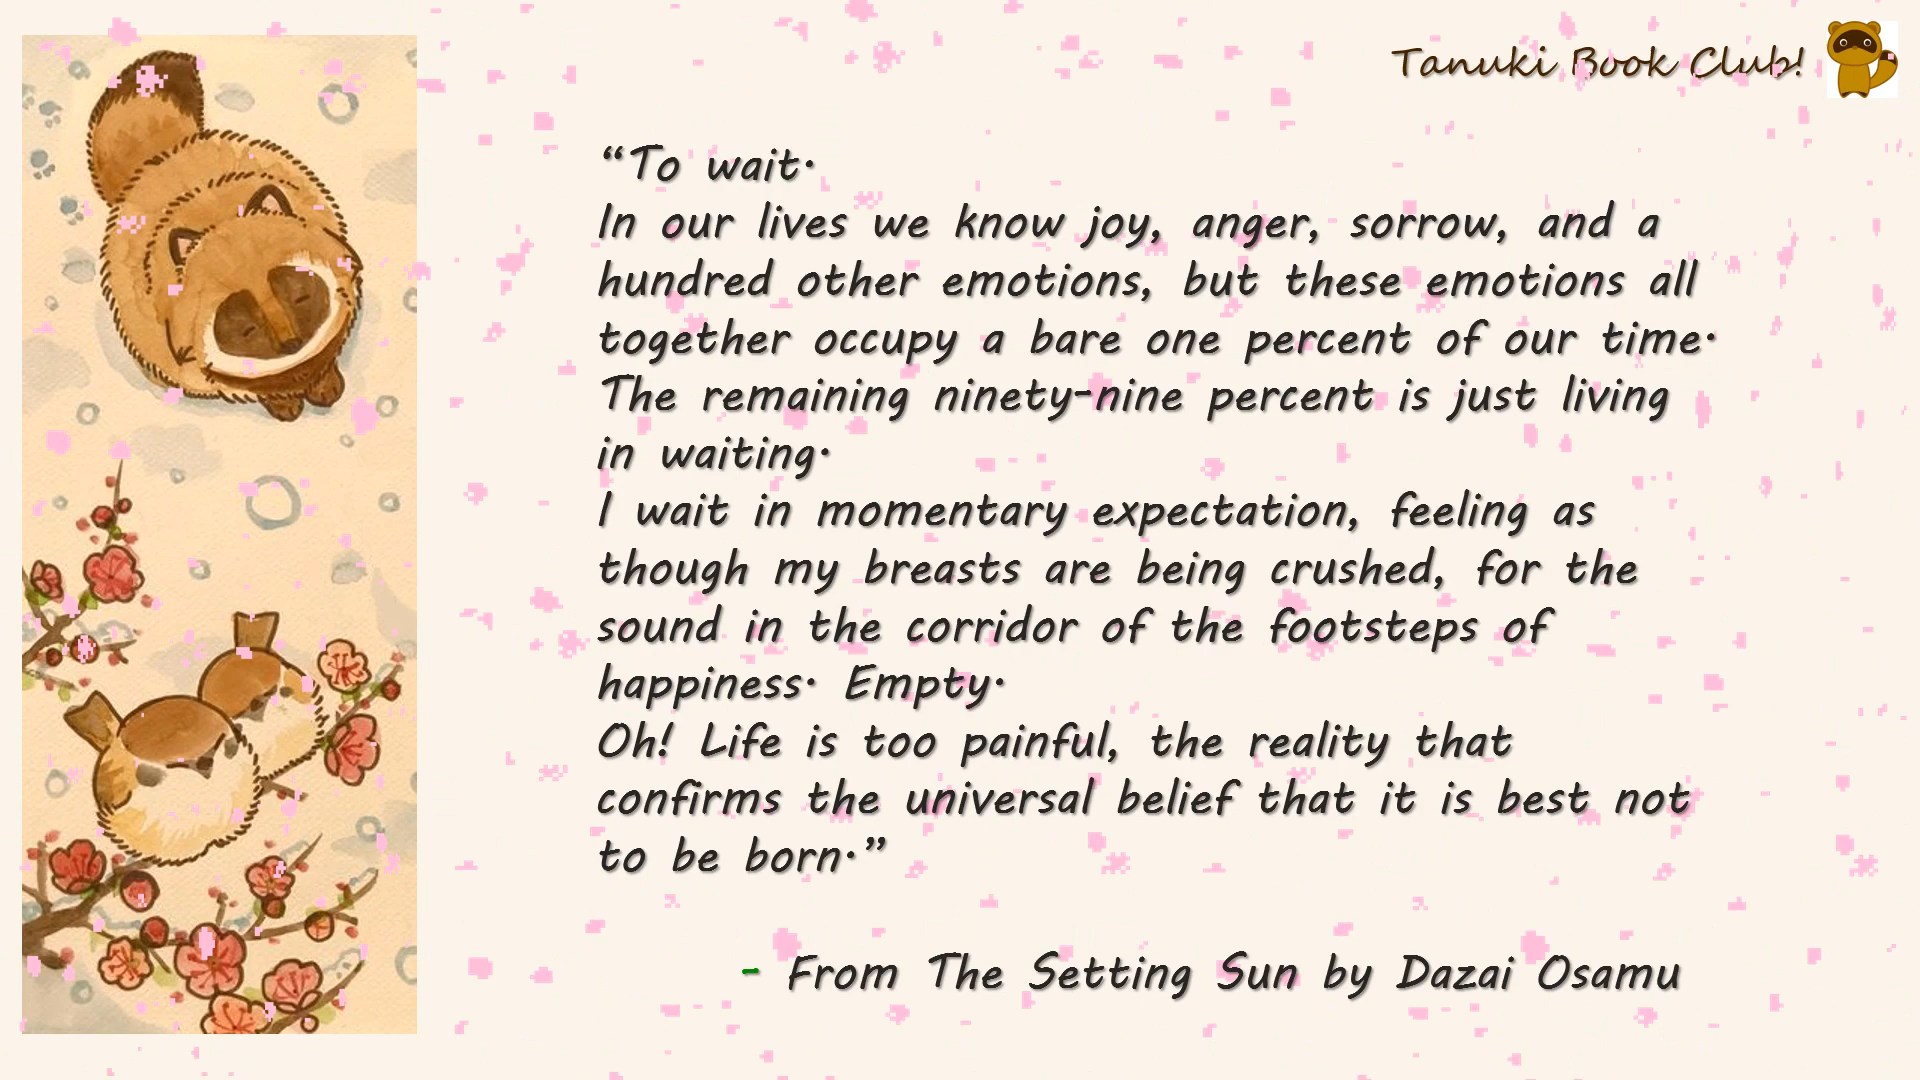 Tanuki Book Club!
“To wait.
In our lives we know joy, anger, sorrow, and a
hundred other emotions, but these emotions all
together occupy a bare one percent of our time.
The remaining ninety-nine percent is just living
in waiting.
I wait in momentary expectation, feeling as
though my breasts are being crushed, for the
sound in the corridor of the footsteps of
happiness. Empty.
Oh! Life is too painful, the reality that
confirms the universal belief that it is best not
to be born.”
- From The Setting Sun by Dazai Osamu